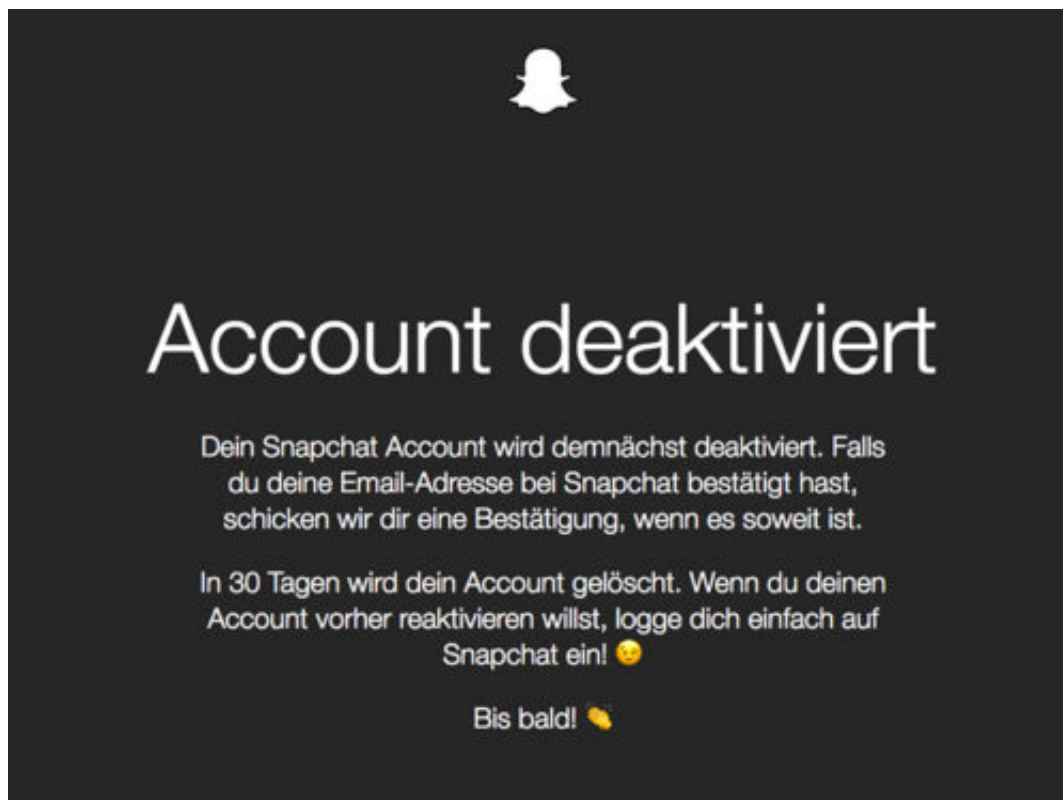 Account deaktiviert
Dein Snapchat Account wird demnächst deaktiviert. Falls
du deine Email-Adresse bei Snapchat bestätigt hast,
schicken wir dir eine Bestätigung, wenn es soweit ist.
In 30 Tagen wird dein Account gelöscht. Wenn du deinen
Account vorher reaktivieren willst, logge dich einfach auf
Snapchat ein! 😉
Bis bald! 👏